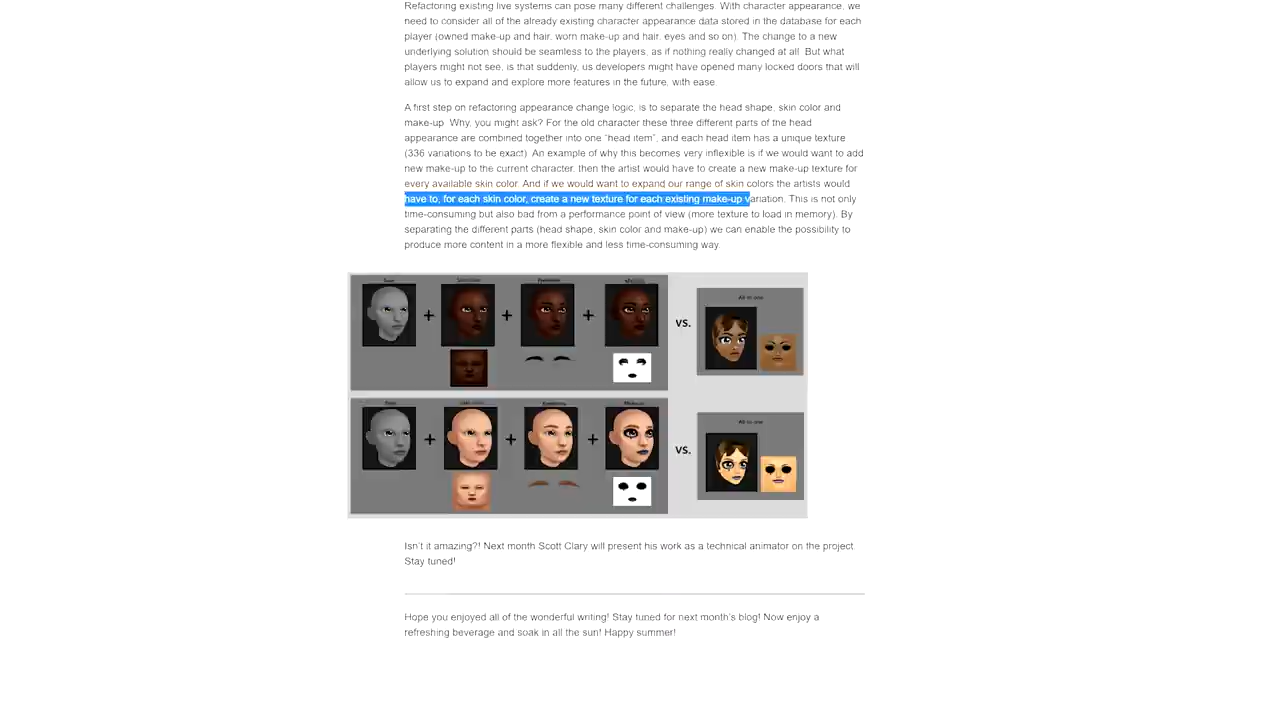 Refactoring existing live systems can pose many different challenges. With character appearance, we
need to consider all of the already existing character appearance data stored in the database for each
player (owned make-up and hair, worn make-up and hair, eyes and so on). The change to a new
underlying solution should be seamless to the players, as if nothing really changed at all. But what
players might not see, is that suddenly, us developers might have opened many locked doors that will
allow us to expand and explore more features in the future, with ease.
A first step on refactoring appearance change logic, is to separate the head shape, skin color and
make-up. Why, you might ask? For the old character these three different parts of the head
appearance are combined together into one "head item", and each head item has a unique texture
(336 variations to be exact). An example of why this becomes very inflexible is if we would want to add
new make-up to the current character, then the artist would have to create a new make-up texture for
every available skin color. And if we would want to expand our range of skin colors the artists would
have to, for each skin color, create a new texture for each existing make-up variation. This is not only
time-consuming but also bad from a performance point of view (more texture to load in memory). By
separating the different parts (head shape, skin color and make-up) we can enable the possibility to
produce more content in a more flexible and less time-consuming way.
+ + + VS. All in one
+ + + VS. All in one
Isn't it amazing?! Next month Scott Clary will present his work as a technical animator on the project.
Stay tuned!
Hope you enjoyed all of the wonderful writing! Stay tuned for next month's blog! Now enjoy a
refreshing beverage and soak in all the sun! Happy summer!